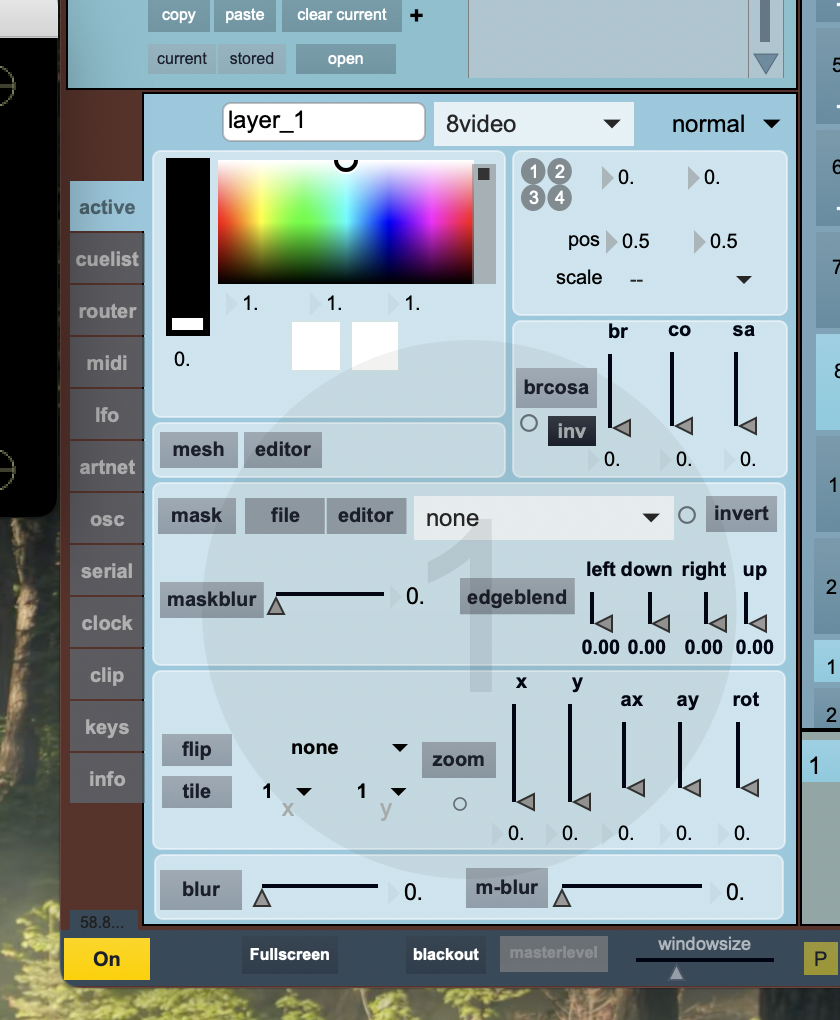 copy paste clear current +
current stored open
layer_1 8video normal
active
cuelist
router
midi
lfo
artnet
osc
serial
clock
clip
keys
info
1 2 0. 0.
3 4
pos 0.5 0.5
scale --
1. 1. 1.
0.
br co sa
brcosa
inv
0. 0. 0.
mesh editor
mask file editor none invert
1
maskblur 0. edgeblend
left down right up
0.00 0.00 0.00 0.00
x y ax ay rot
flip none zoom
tile 1 1
x y
0. 0. 0. 0. 0.
blur 0. m-blur 0.
58.8...
On Fullscreen blackout masterlevel windowsize P
5
6
7
1
2
1
2
1